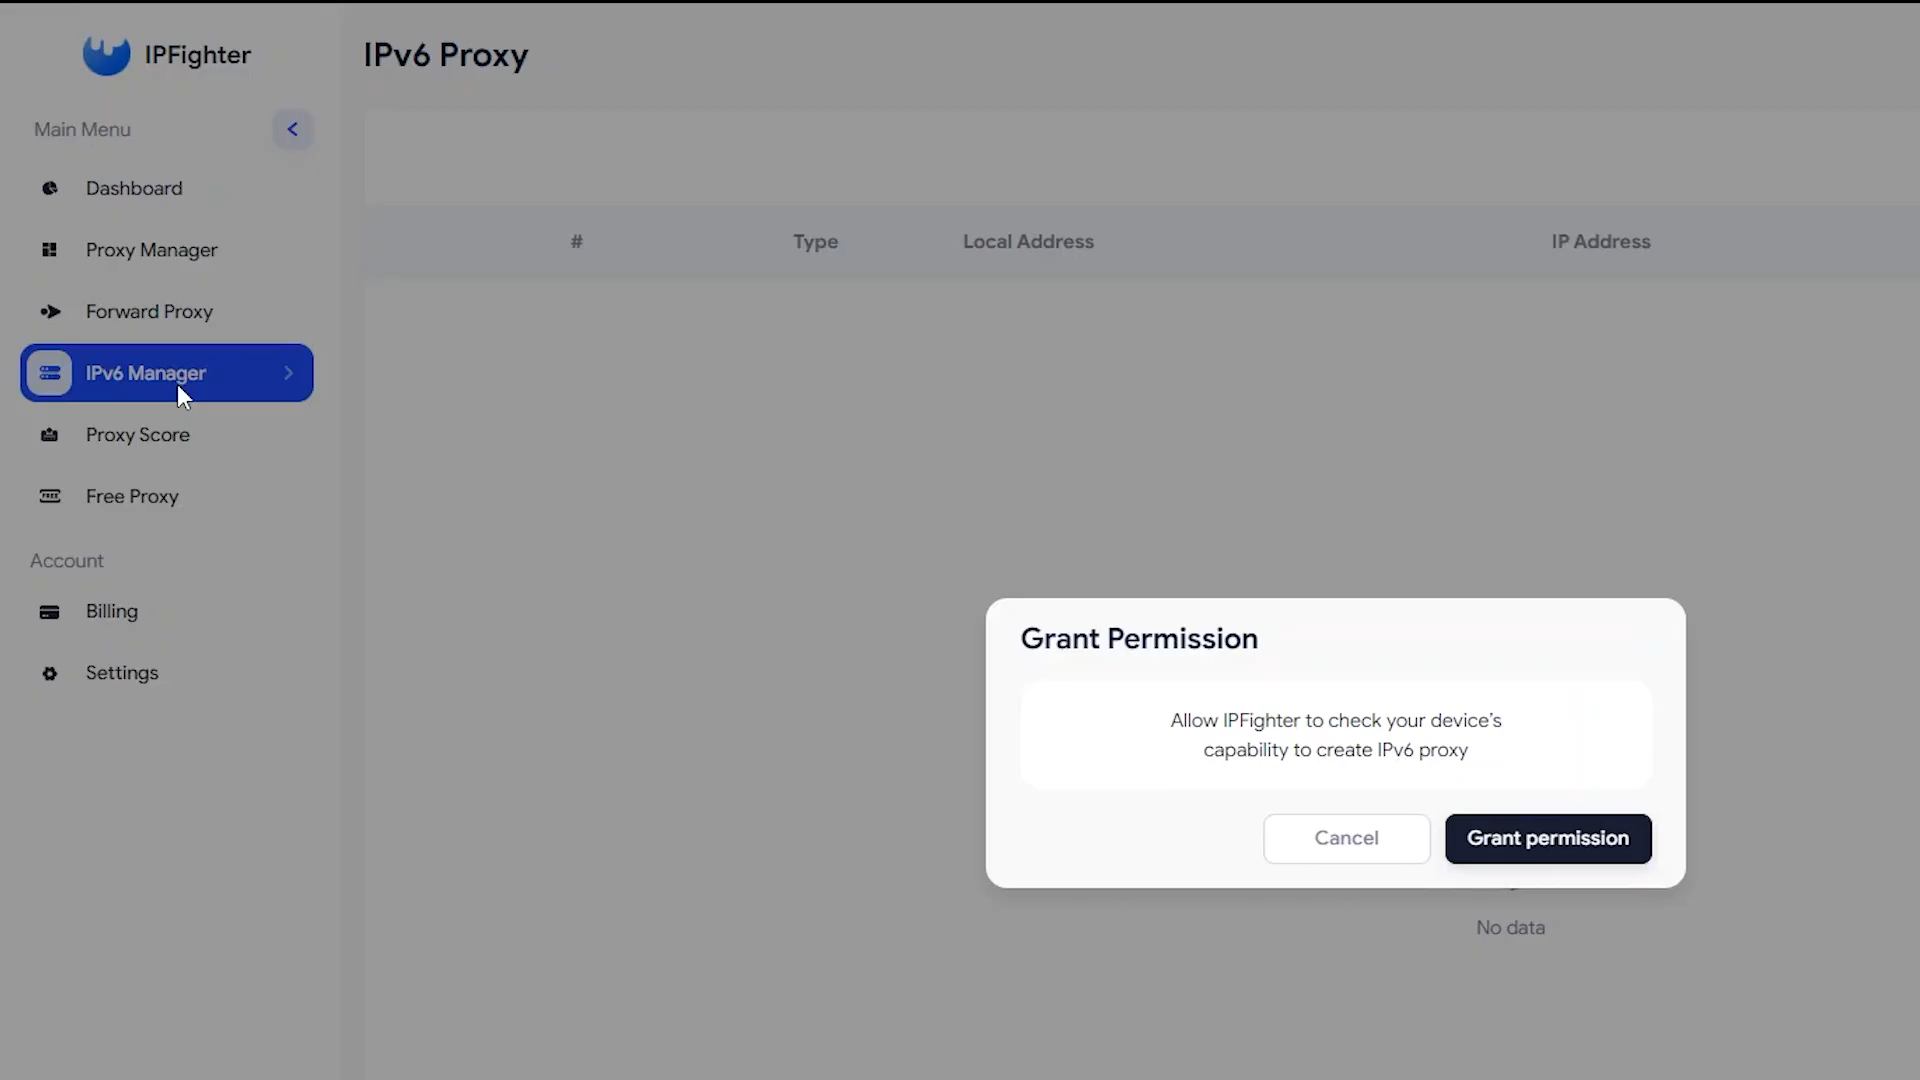 IPFighter
IPv6 Proxy
Main Menu
Dashboard
Proxy Manager
Forward Proxy
IPv6 Manager
Proxy Score
Free Proxy
Account
Billing
Settings
# Type Local Address IP Address
Grant Permission
Allow IPFighter to check your device's
capability to create IPv6 proxy
Cancel Grant permission
No data